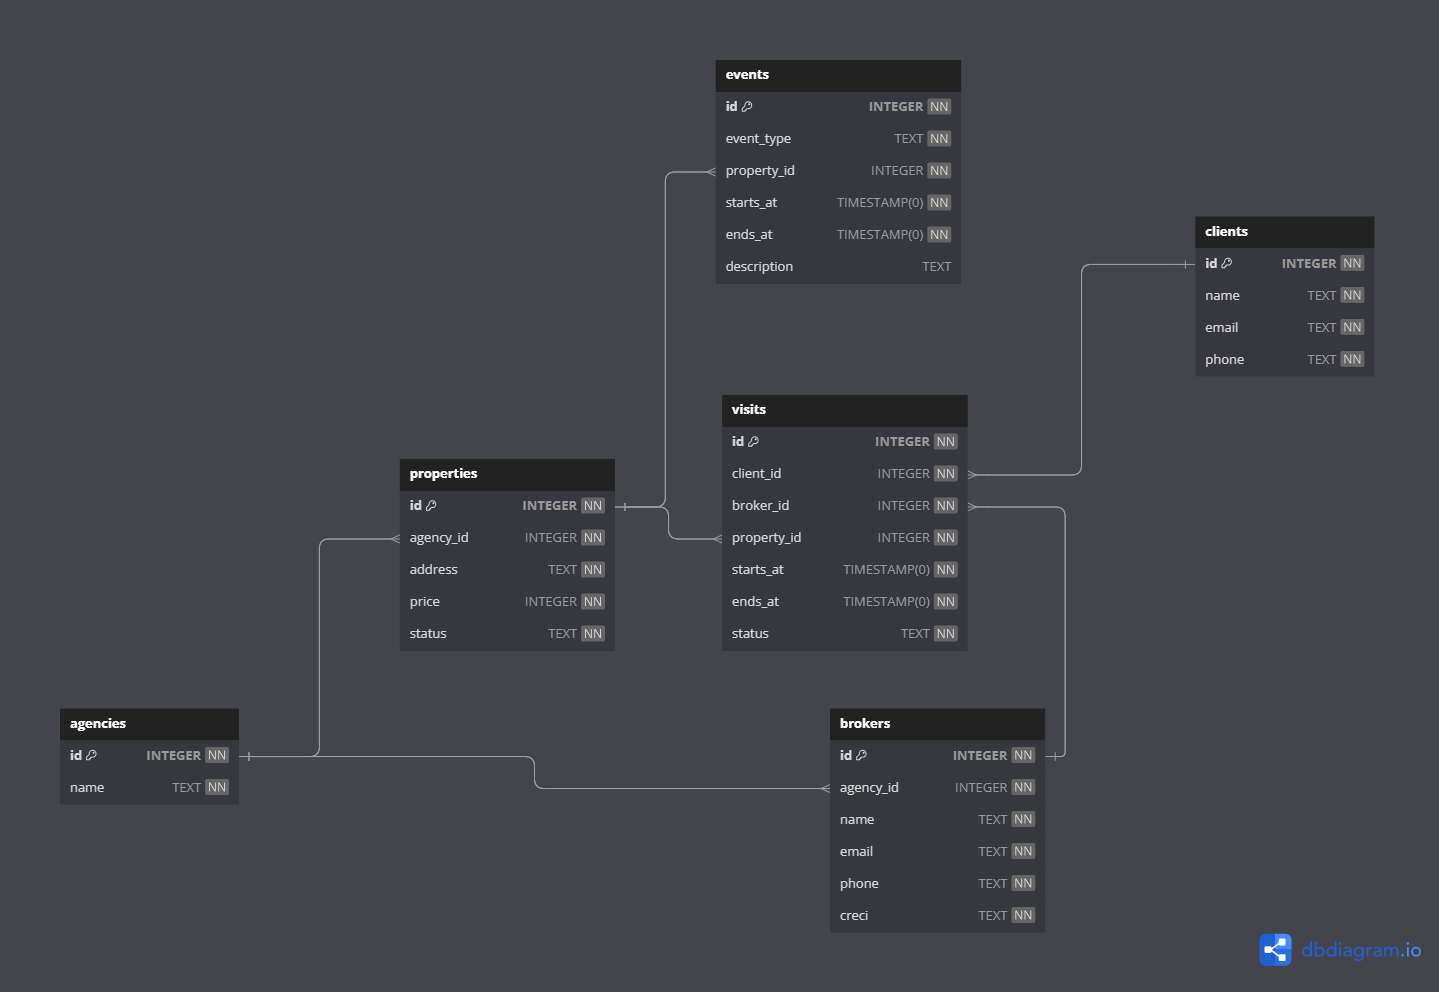 events
id INTEGER NN
event_type TEXT NN
property_id INTEGER NN
starts_at TIMESTAMP(0) NN
ends_at TIMESTAMP(0) NN
description TEXT
clients
id INTEGER NN
name TEXT NN
email TEXT NN
phone TEXT NN
visits
id INTEGER NN
client_id INTEGER NN
broker_id INTEGER NN
property_id INTEGER NN
starts_at TIMESTAMP(0) NN
ends_at TIMESTAMP(0) NN
status TEXT NN
properties
id INTEGER NN
agency_id INTEGER NN
address TEXT NN
price INTEGER NN
status TEXT NN
agencies
id INTEGER NN
name TEXT NN
brokers
id INTEGER NN
agency_id INTEGER NN
name TEXT NN
email TEXT NN
phone TEXT NN
creci TEXT NN
dbdiagram.io